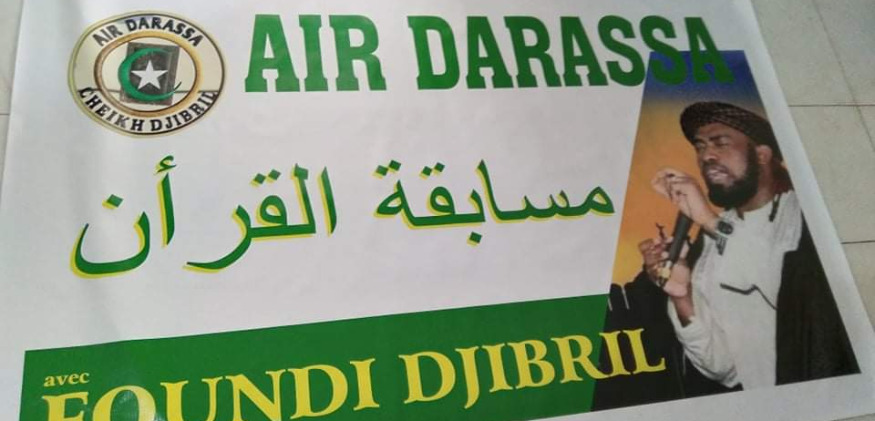 AIR DARASSA
CHEIKH DJIBRIL
AIR DARASSA
مسابقة القرأن
avec
FOUNDI DJIBRIL